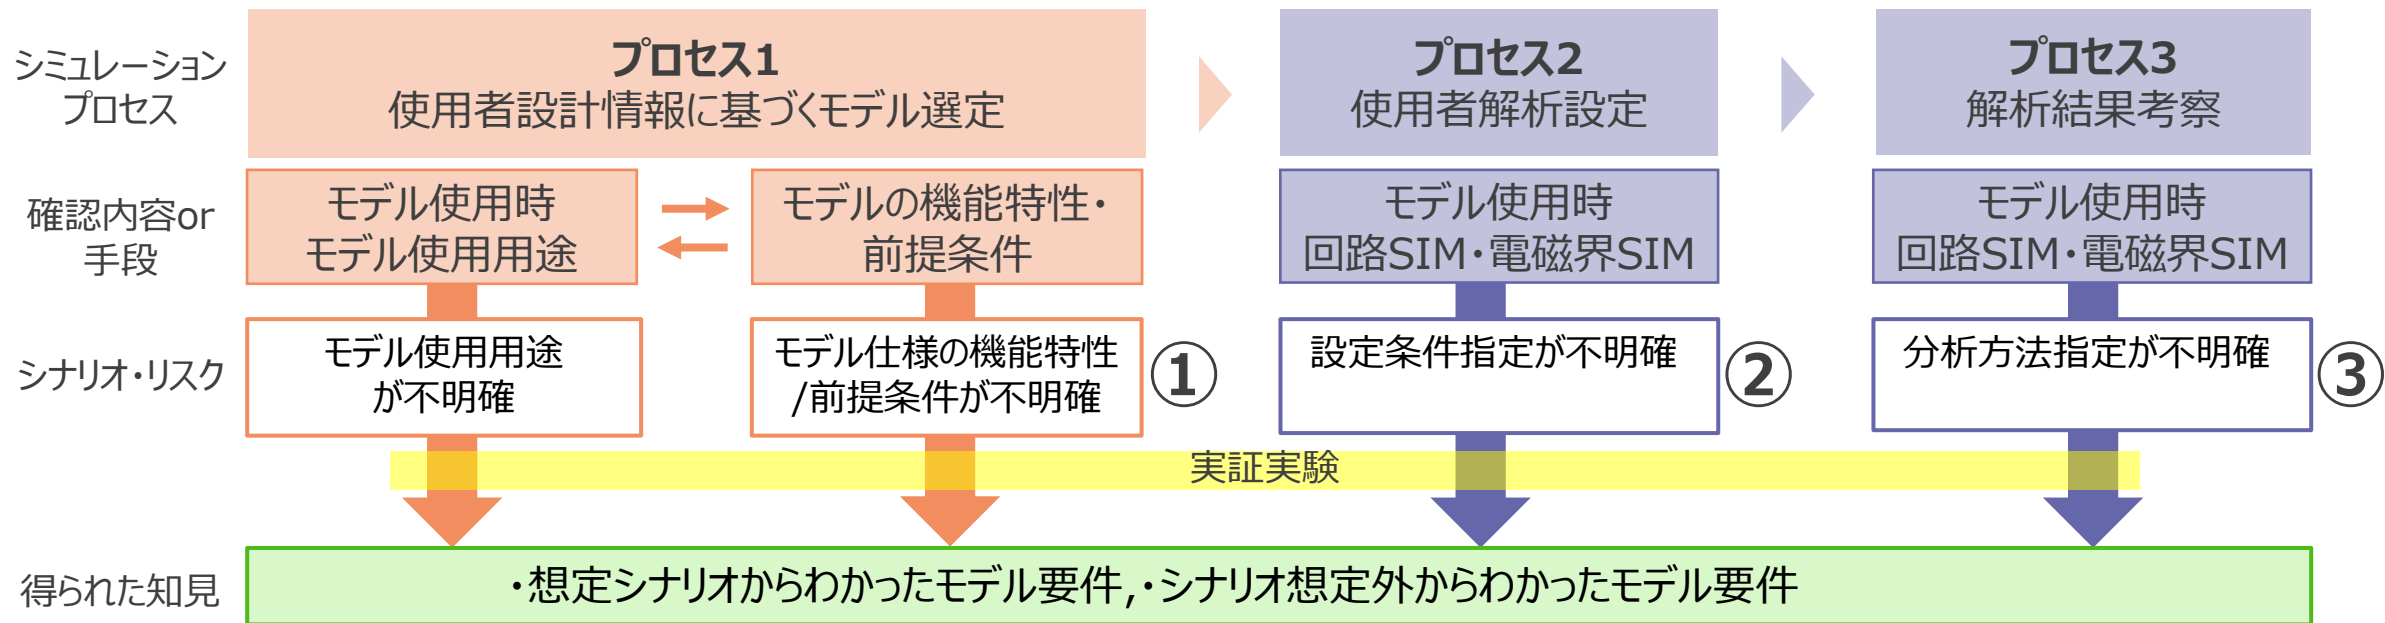 シミュレーション
プロセス
プロセス1
使用者設計情報に基づくモデル選定
プロセス2
使用者解析設定
プロセス3
解析結果考察
確認内容or
手段
モデル使用時
モデル使用用途
モデルの機能特性・
前提条件
モデル使用時
回路SIM・電磁界SIM
モデル使用時
回路SIM・電磁界SIM
シナリオ・リスク
モデル使用用途
が不明確
モデル仕様の機能特性
/前提条件が不明確
①
設定条件指定が不明確
②
分析方法指定が不明確
③
実証実験
得られた知見
・想定シナリオからわかったモデル要件,・シナリオ想定外からわかったモデル要件